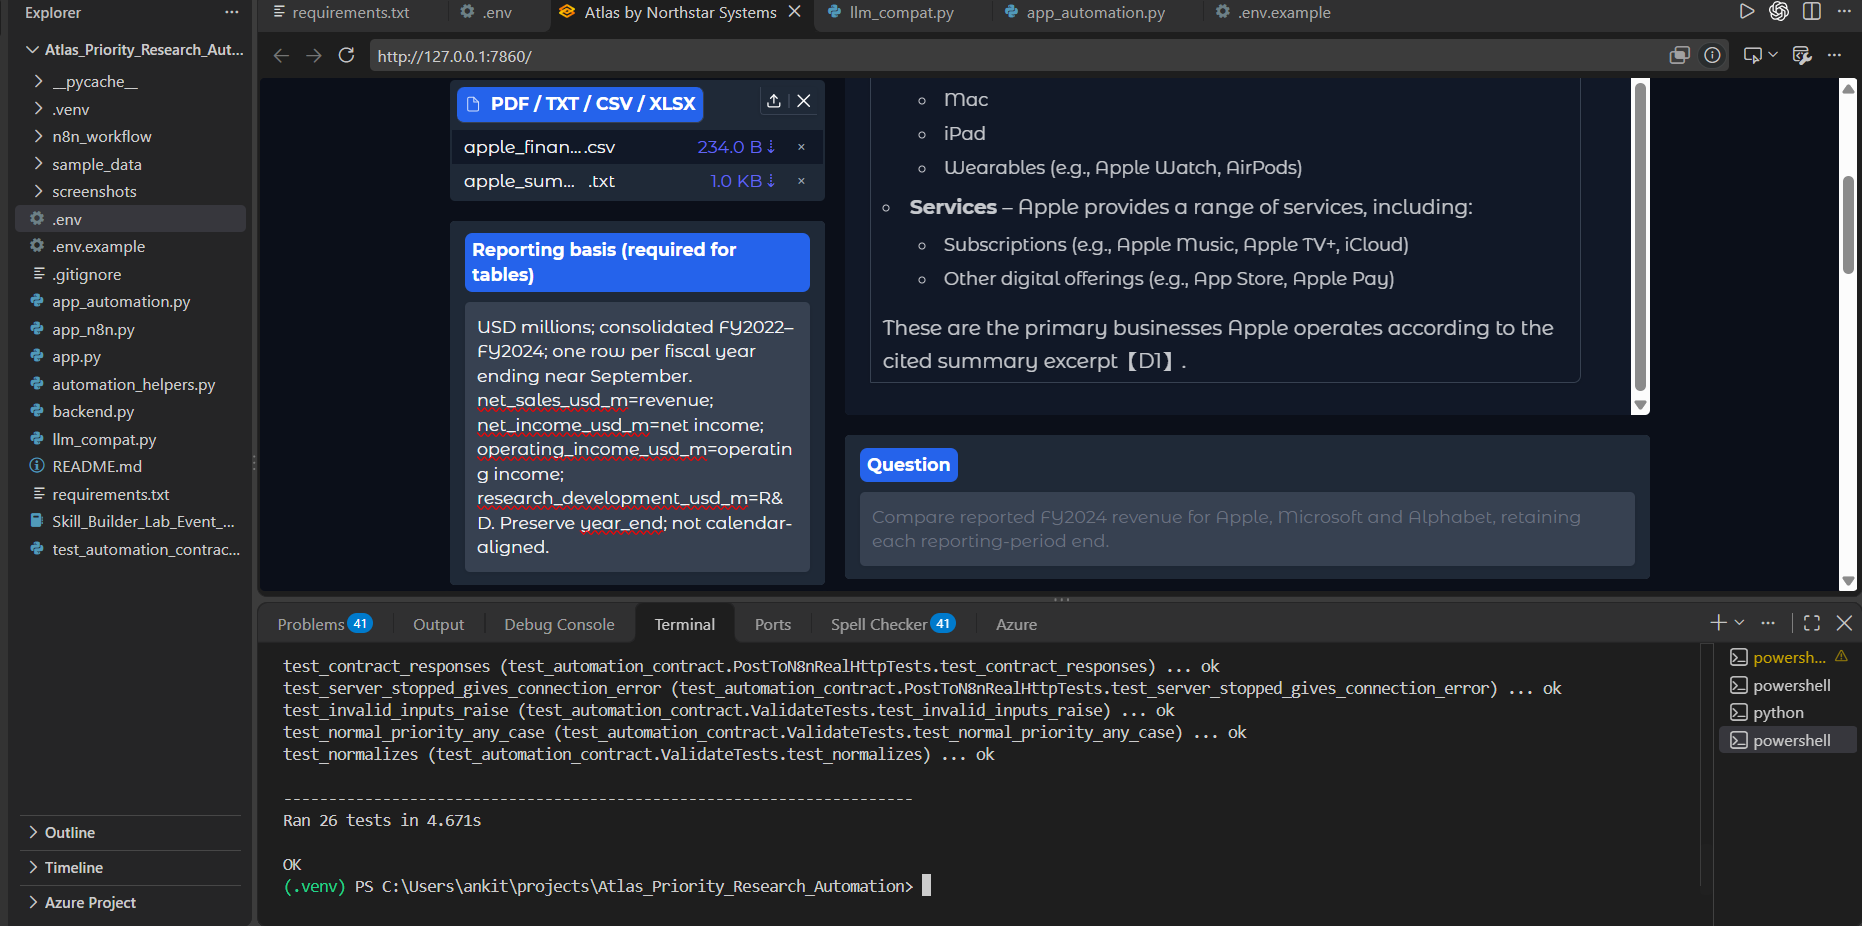 Explorer
Atlas_Priority_Research_Aut...
__pycache__
.venv
n8n_workflow
sample_data
screenshots
.env
.env.example
.gitignore
app_automation.py
app_n8n.py
app.py
automation_helpers.py
backend.py
llm_compat.py
README.md
requirements.txt
Skill_Builder_Lab_Event_...
test_automation_contrac...
Outline
Timeline
Azure Project
requirements.txt
.env
Atlas by Northstar Systems
llm_compat.py
app_automation.py
.env.example
http://127.0.0.1:7860/
PDF / TXT / CSV / XLSX
apple_finan....csv 234.0 B ⇣ ×
apple_sum... .txt 1.0 KB ⇣ ×
Reporting basis (required for
tables)
USD millions; consolidated FY2022–
FY2024; one row per fiscal year
ending near September.
net_sales_usd_m=revenue;
net_income_usd_m=net income;
operating_income_usd_m=operatin
g income;
research_development_usd_m=R&
D. Preserve year_end; not calendar-
aligned.
Mac
iPad
Wearables (e.g., Apple Watch, AirPods)
Services – Apple provides a range of services, including:
Subscriptions (e.g., Apple Music, Apple TV+, iCloud)
Other digital offerings (e.g., App Store, Apple Pay)
These are the primary businesses Apple operates according to the
cited summary excerpt【D1】.
Question
Compare reported FY2024 revenue for Apple, Microsoft and Alphabet, retaining
each reporting-period end.
Problems 41
Output
Debug Console
Terminal
Ports
Spell Checker 41
Azure
test_contract_responses (test_automation_contract.PostToN8nRealHttpTests.test_contract_responses) ... ok
test_server_stopped_gives_connection_error (test_automation_contract.PostToN8nRealHttpTests.test_server_stopped_gives_connection_error) ... ok
test_invalid_inputs_raise (test_automation_contract.ValidateTests.test_invalid_inputs_raise) ... ok
test_normal_priority_any_case (test_automation_contract.ValidateTests.test_normal_priority_any_case) ... ok
test_normalizes (test_automation_contract.ValidateTests.test_normalizes) ... ok
----------------------------------------------------------------------
Ran 26 tests in 4.671s
OK
(.venv) PS C:\Users\ankit\projects\Atlas_Priority_Research_Automation>
powersh...
powershell
python
powershell